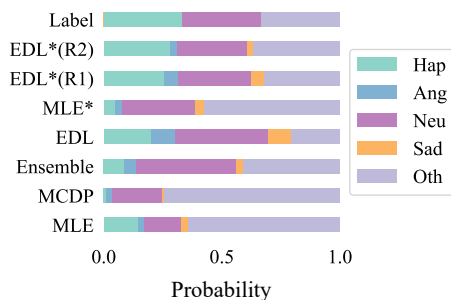 Label
EDL*(R2)
EDL*(R1)
MLE*
EDL
Ensemble
MCDP
MLE
0.0 0.5 1.0
Probability
Hap
Ang
Neu
Sad
Oth